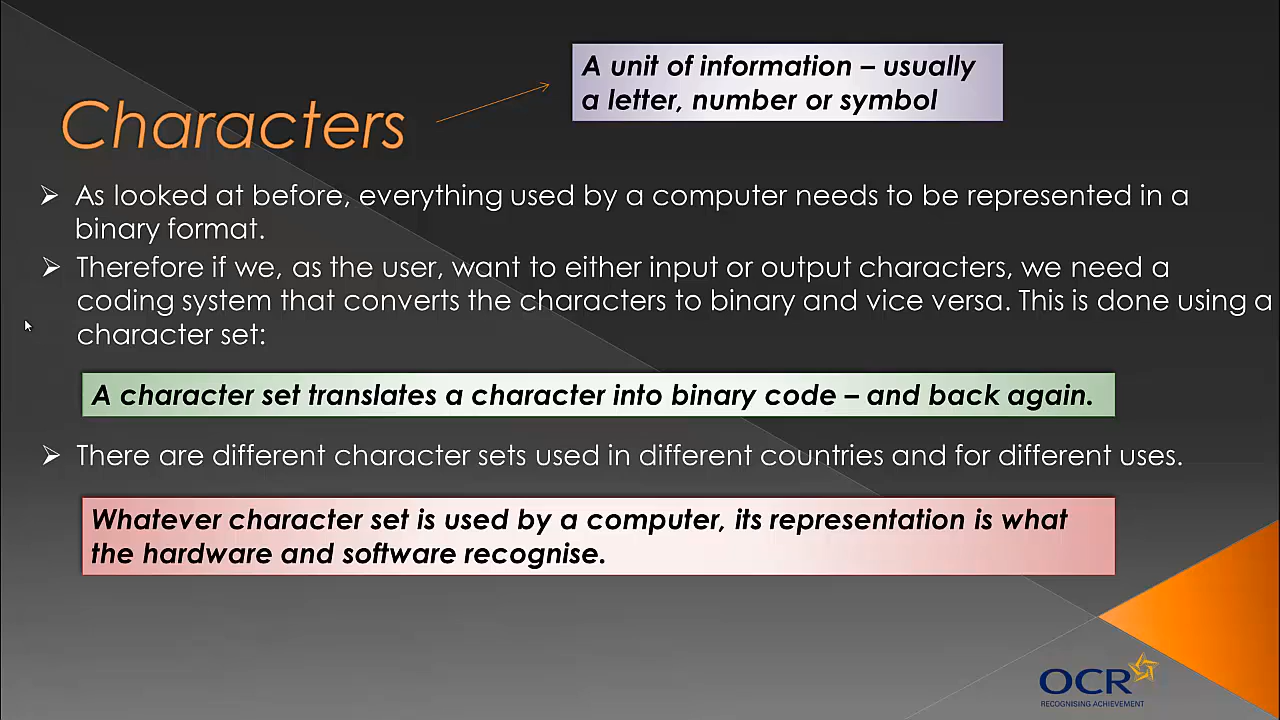 A unit of information – usually
a letter, number or symbol
Characters
As looked at before, everything used by a computer needs to be represented in a
binary format.
Therefore if we, as the user, want to either input or output characters, we need a
coding system that converts the characters to binary and vice versa. This is done using a
character set:
A character set translates a character into binary code – and back again.
There are different character sets used in different countries and for different uses.
Whatever character set is used by a computer, its representation is what
the hardware and software recognise.
OCR
RECOGNISING ACHIEVEMENT